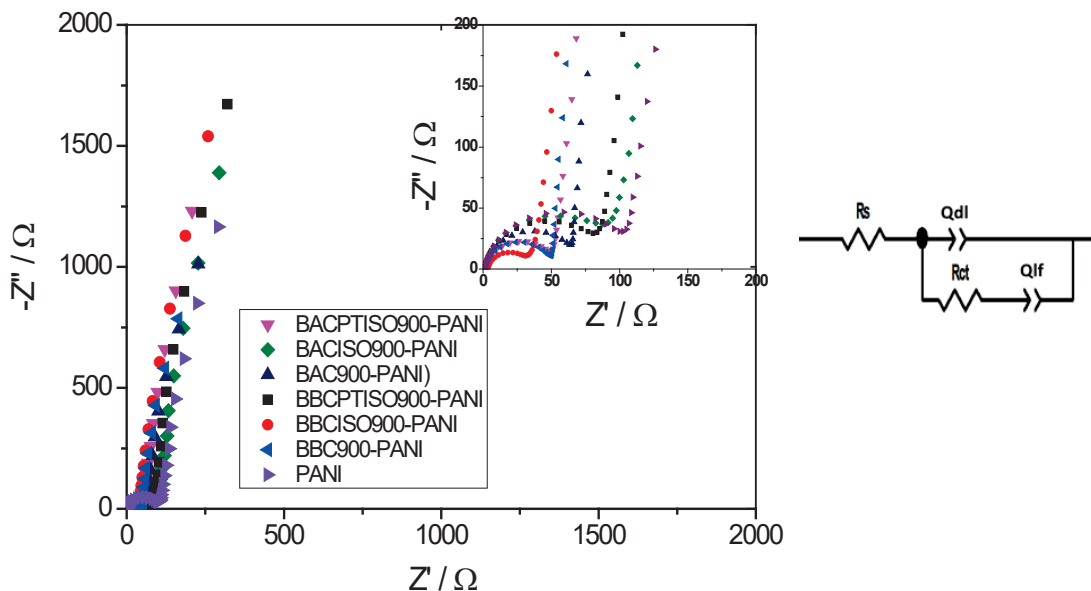 2000
1500
1000
500
0
-Z" / Ω
0
500
1000
1500
2000
Z' / Ω
200
150
100
50
0
-Z" / Ω
0
50
100
150
200
Z' / Ω
BACPTISO900-PANI
BACISO900-PANI
BAC900-PANI)
BBCPTISO900-PANI
BBCISO900-PANI
BBC900-PANI
PANI
Rs
Qdl
Rct
Qlf